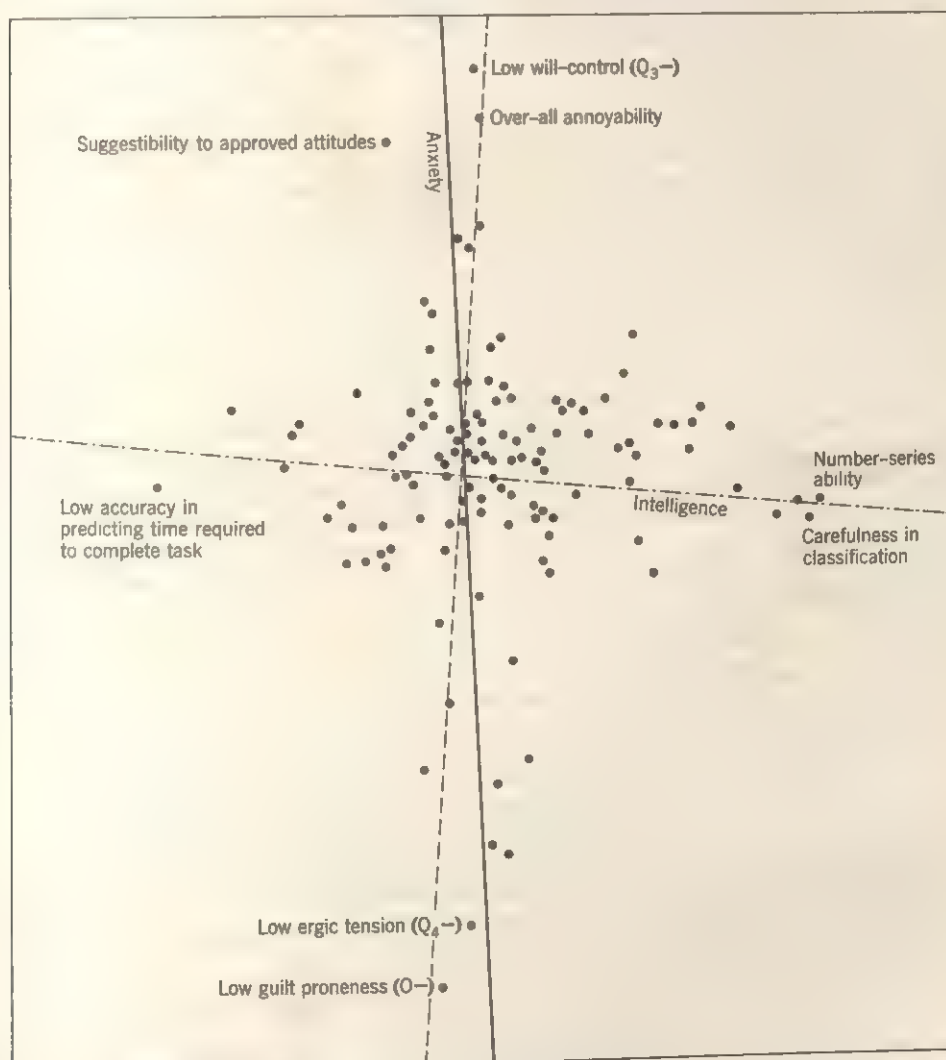 Low will-control (Q₃−)
Over-all annoyability
Suggestibility to approved attitudes
Anxiety
Number-series
ability
Intelligence
Carefulness in
classification
Low accuracy in
predicting time required
to complete task
Low ergic tension (Q₄−)
Low guilt proneness (O−)